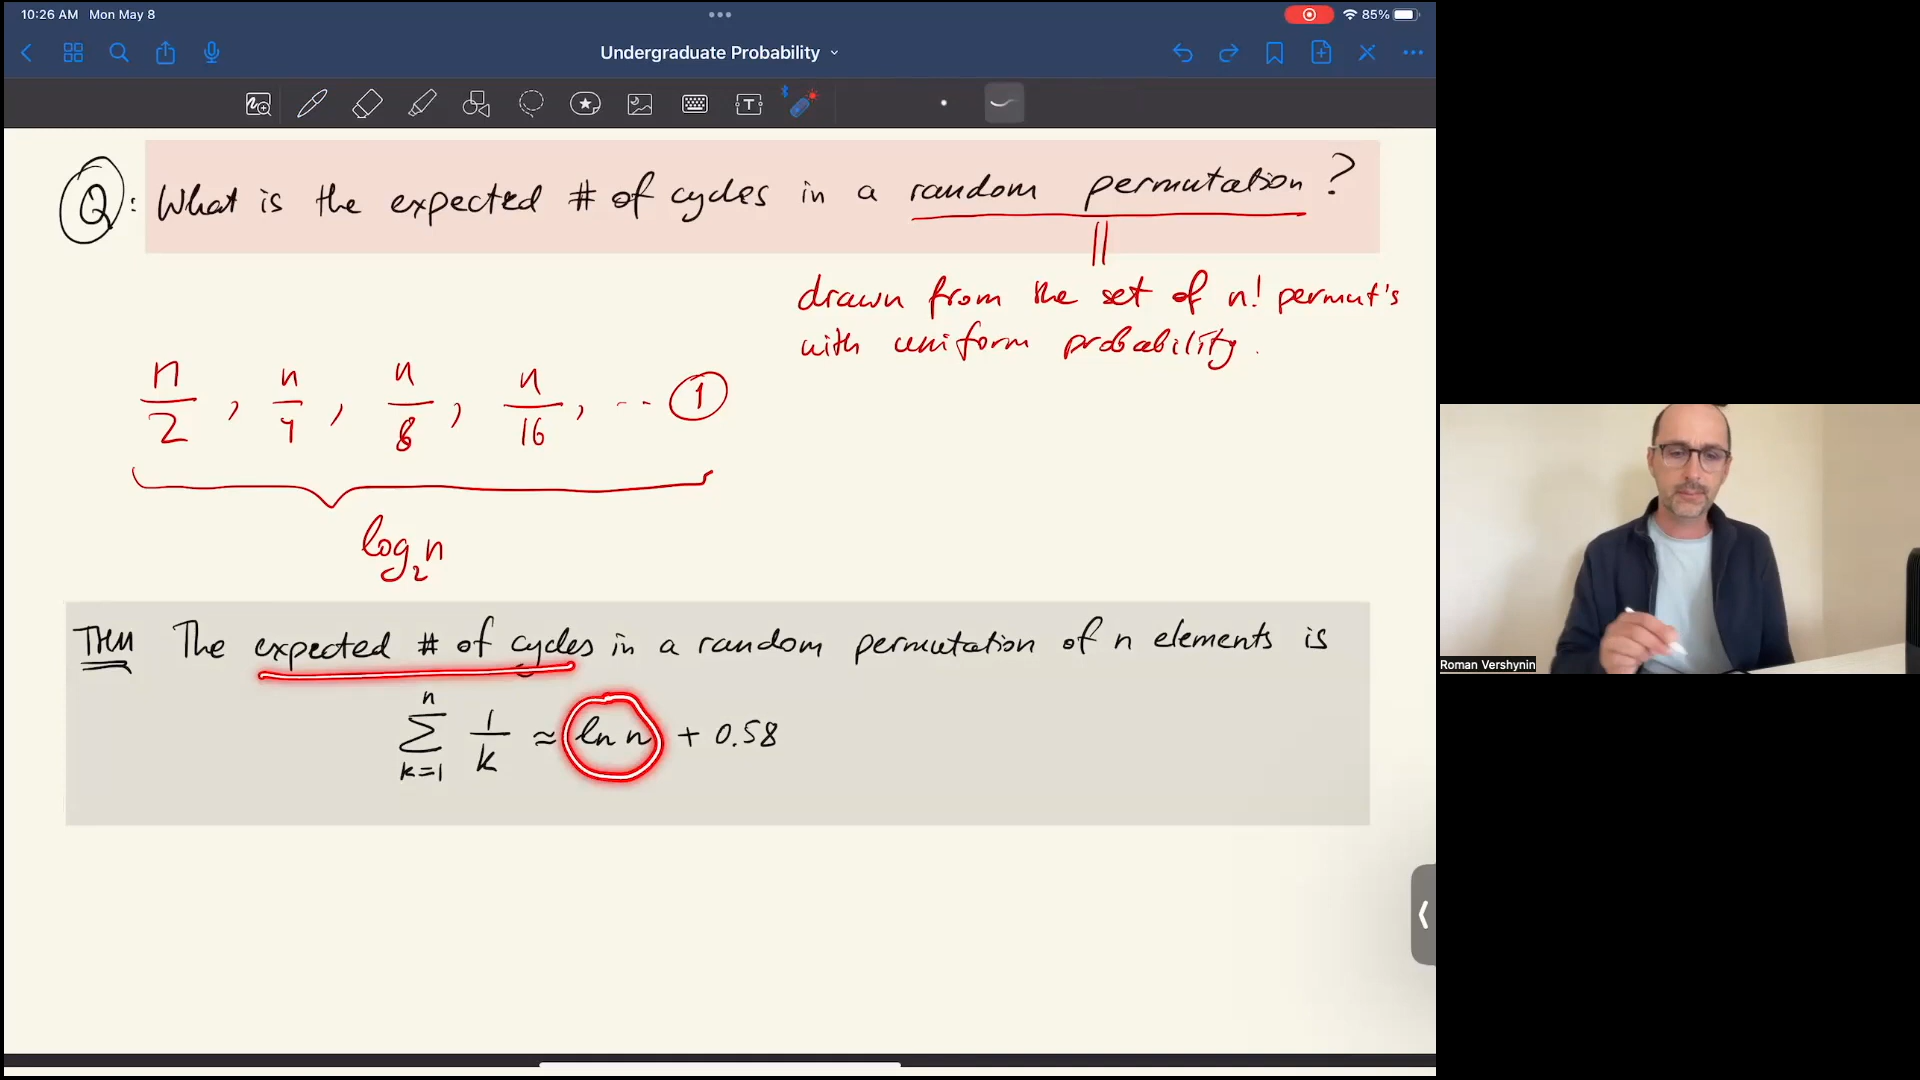 10:26 AM Mon May 8
85%
Undergraduate Probability
Q: What is the expected # of cycles in a random permutation?
||
drawn from the set of n! permut's
with uniform probability.
n/2, n/4, n/8, n/16, ... 1
log₂n
THM The expected # of cycles in a random permutation of n elements is
∑_{k=1}^{n} 1/k ≈ ln n + 0.58
Roman Vershynin